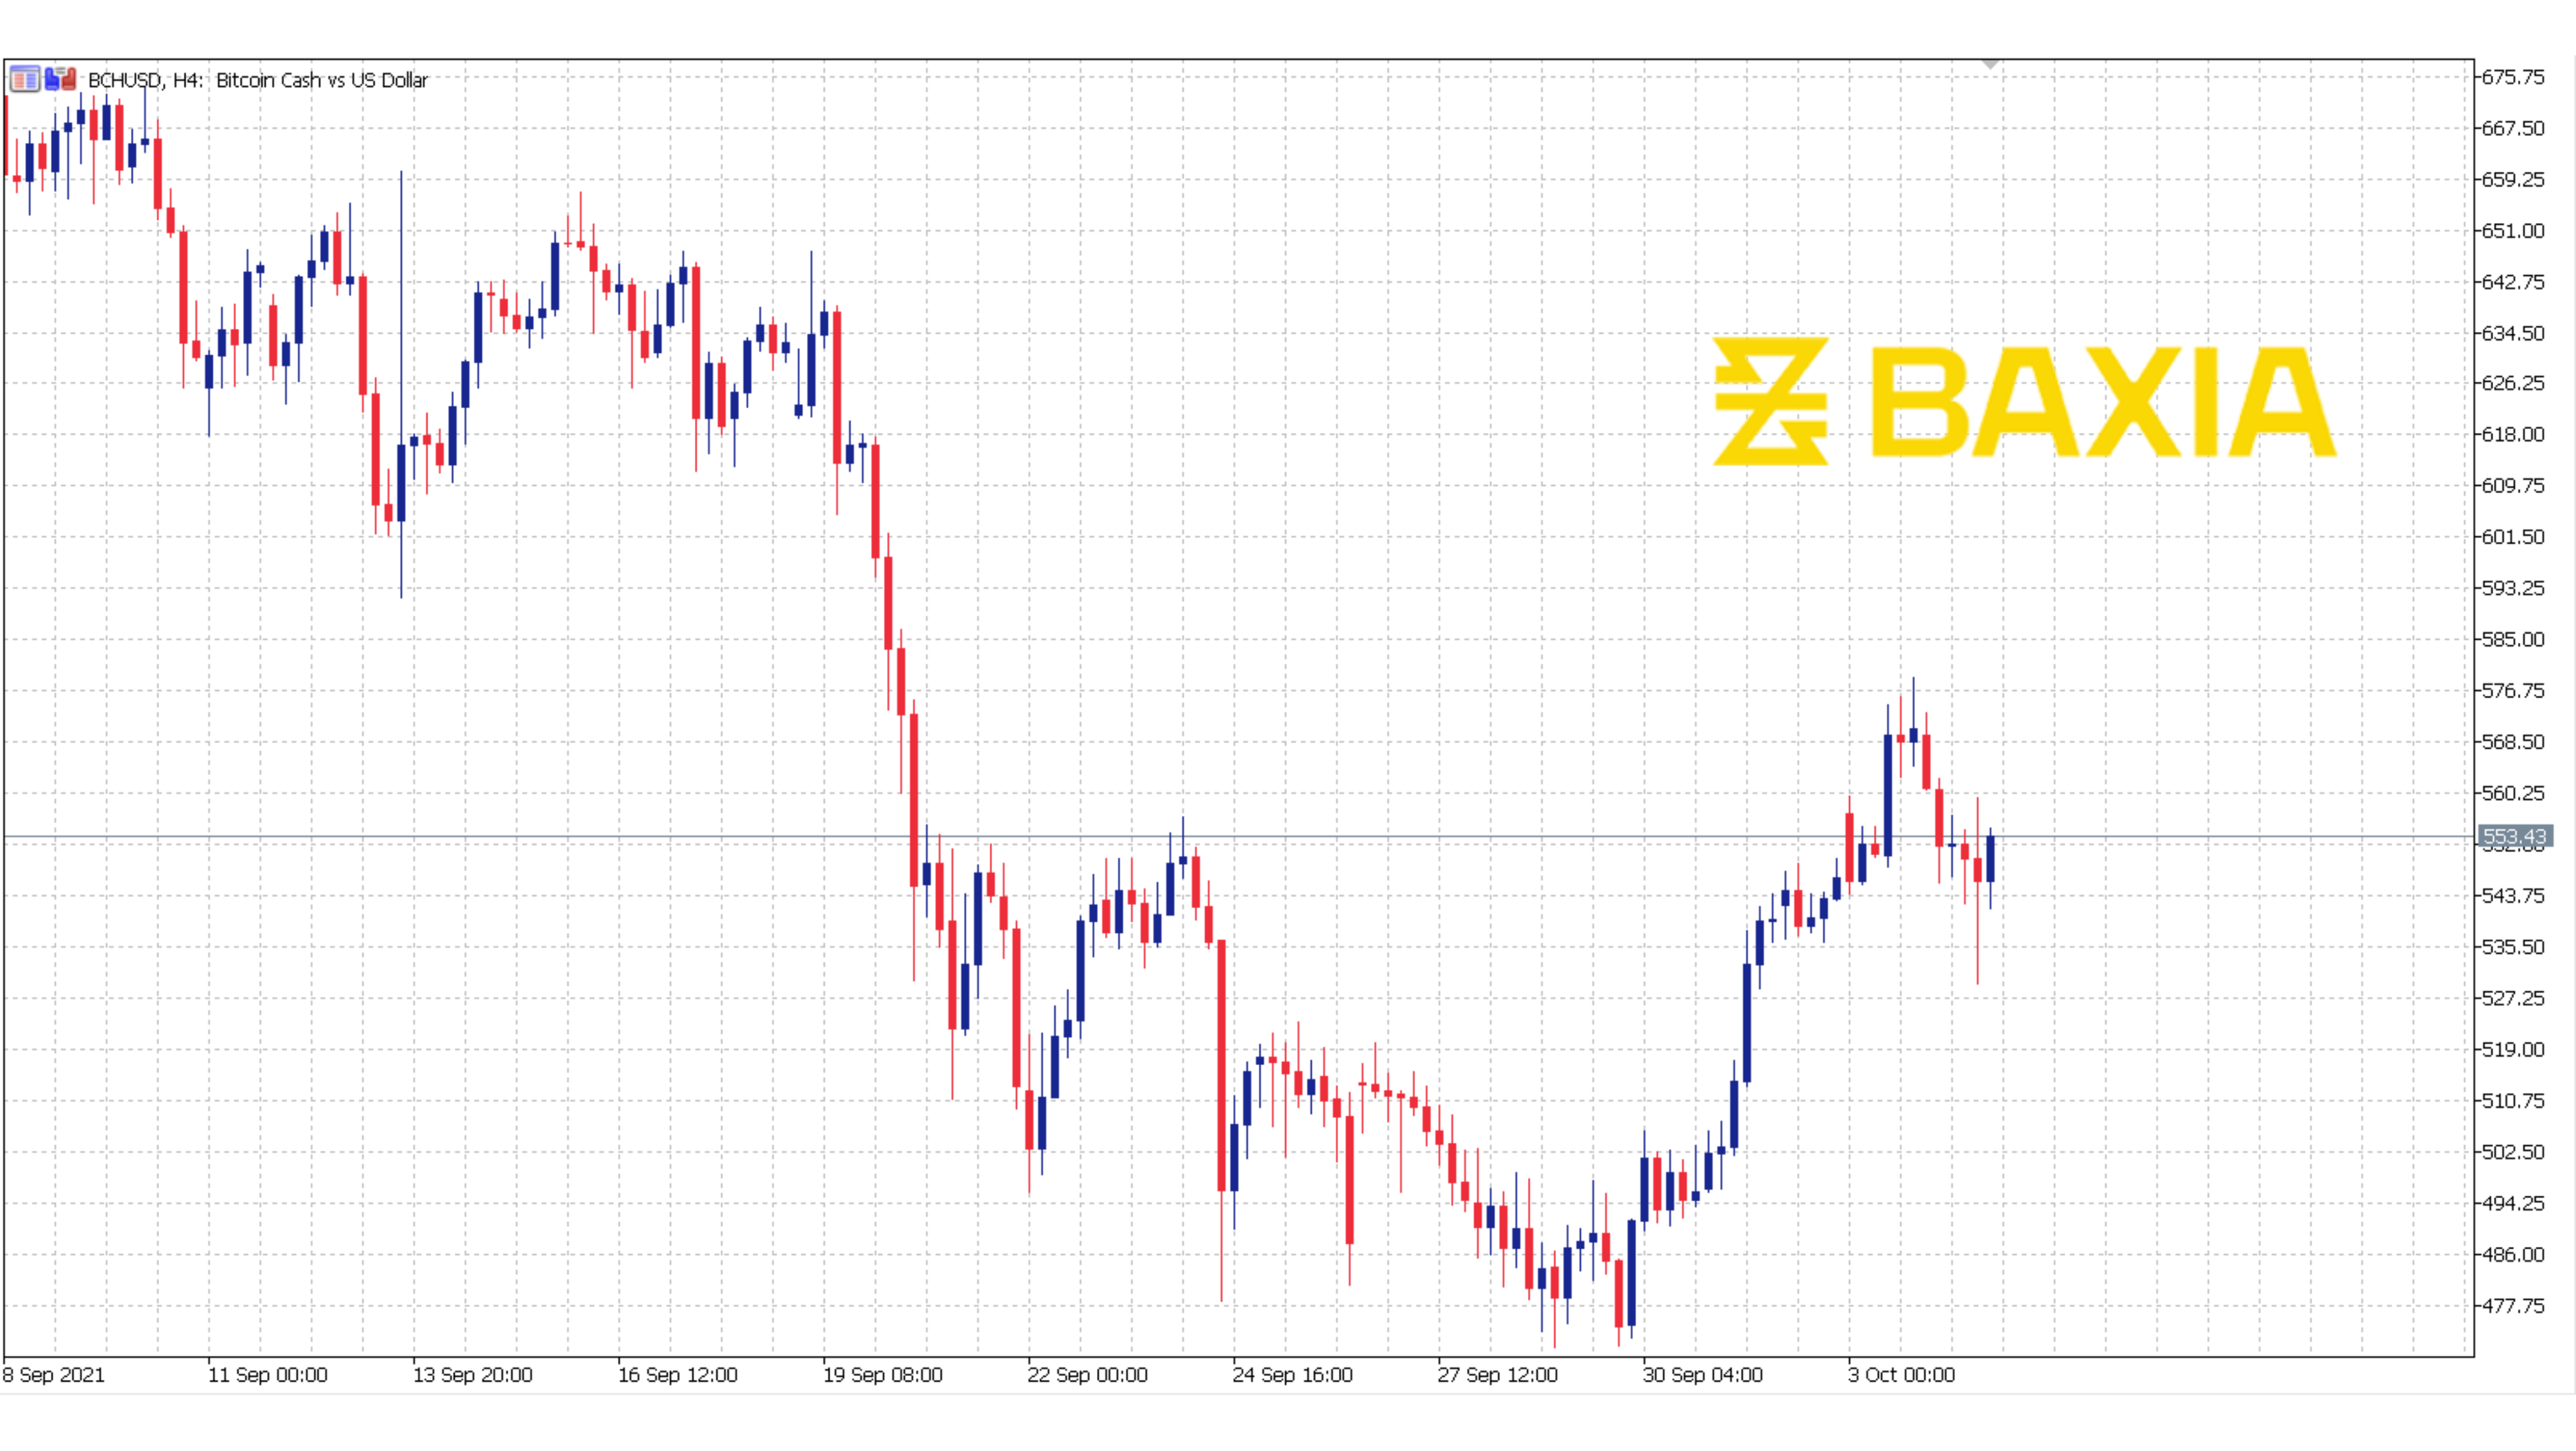 BCHUSD, H4: Bitcoin Cash vs US Dollar
675.75
667.50
659.25
651.00
642.75
634.50
BAXIA
626.25
618.00
609.75
601.50
593.25
585.00
576.75
568.50
560.25
553.43
543.75
535.50
527.25
519.00
510.75
502.50
494.25
486.00
477.75
8 Sep 2021
11 Sep 00:00
13 Sep 20:00
16 Sep 12:00
19 Sep 08:00
22 Sep 00:00
24 Sep 16:00
27 Sep 12:00
30 Sep 04:00
3 Oct 00:00